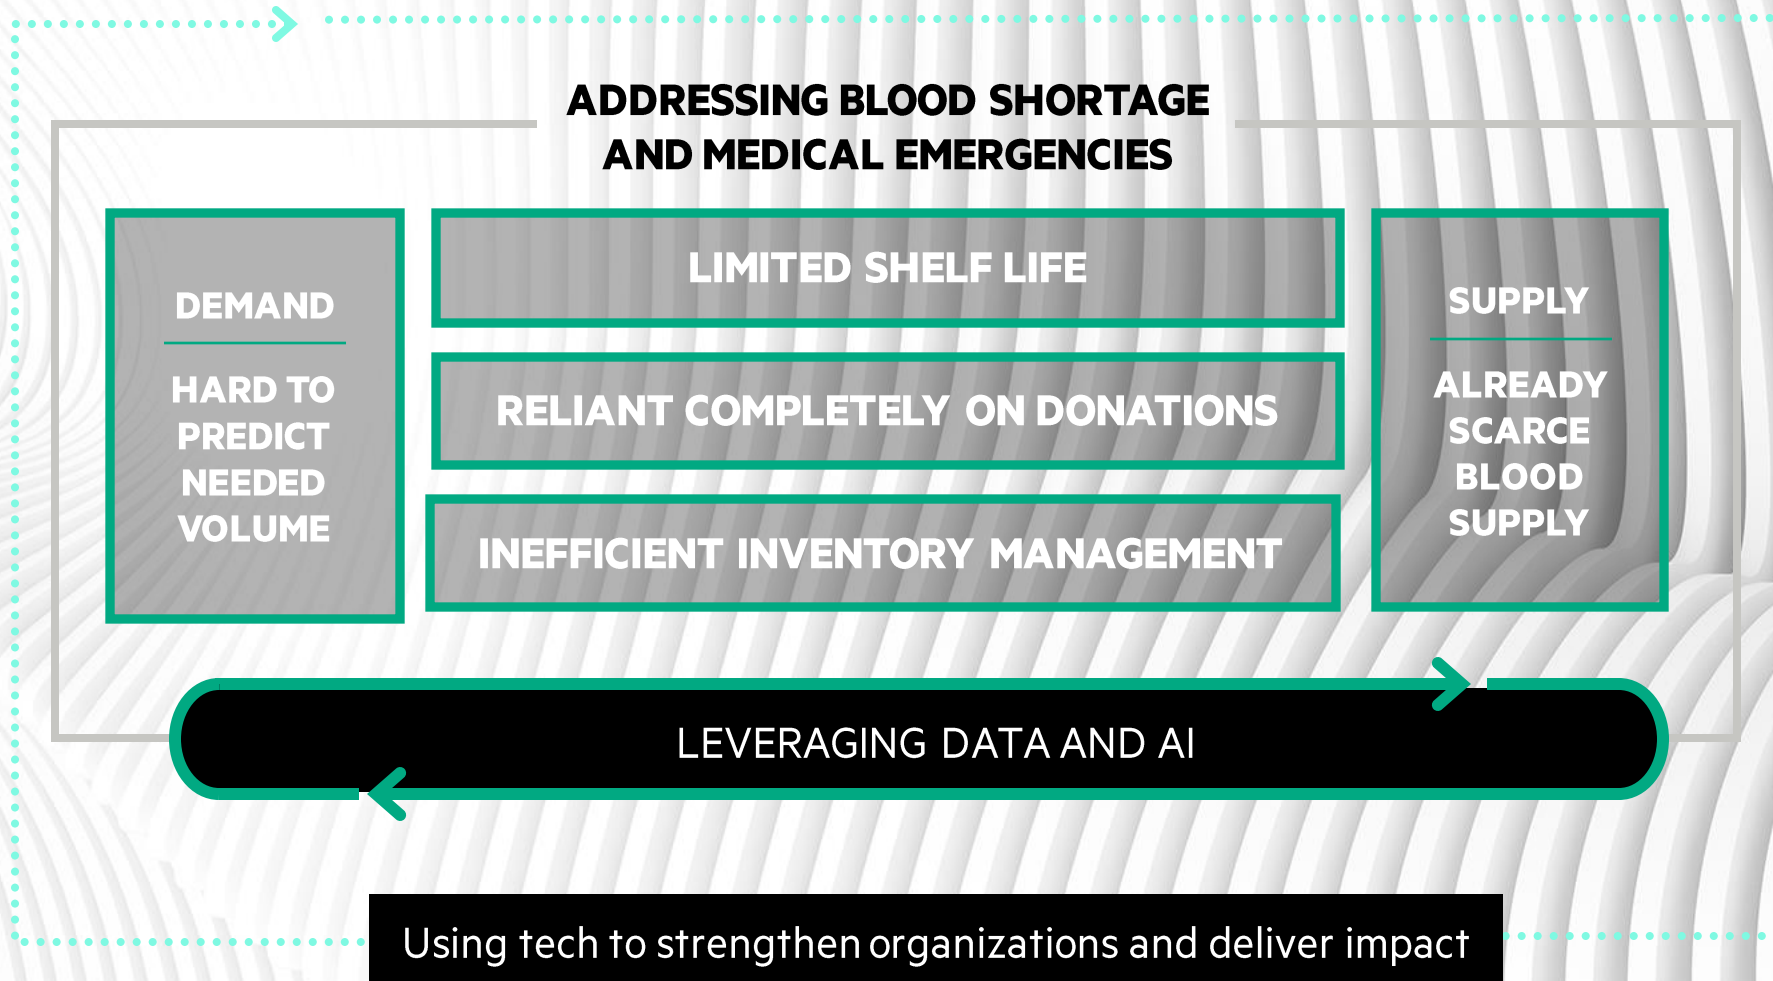 ADDRESSING BLOOD SHORTAGE
AND MEDICAL EMERGENCIES
DEMAND
HARD TO
PREDICT
NEEDED
VOLUME
LIMITED SHELF LIFE
RELIANT COMPLETELY ON DONATIONS
INEFFICIENT INVENTORY MANAGEMENT
SUPPLY
ALREADY
SCARCE
BLOOD
SUPPLY
LEVERAGING DATA AND AI
Using tech to strengthen organizations and deliver impact